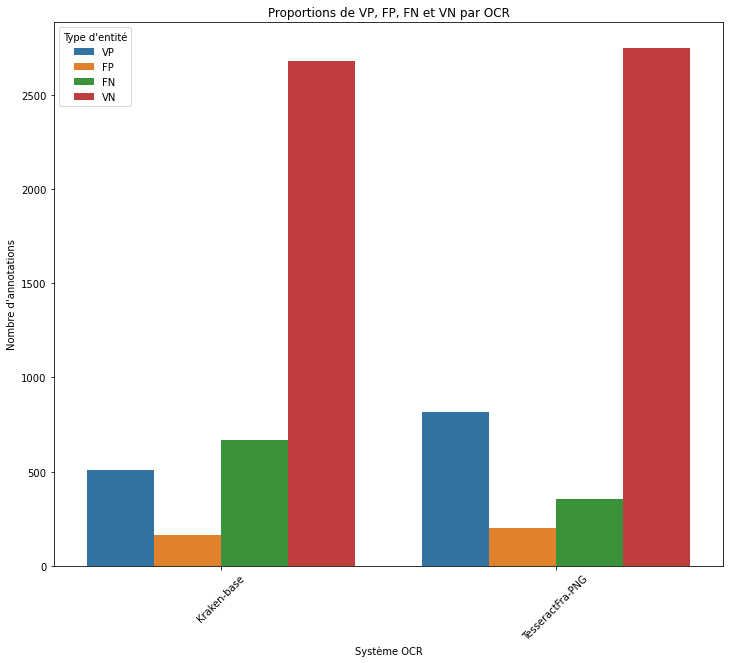 Proportions de VP, FP, FN et VN par OCR
Type d'entité
VP
FP
FN
VN
Nombre d'annotations
2500
2000
1500
1000
500
0
Kraken-base
TesseractFra-PNG
Système OCR